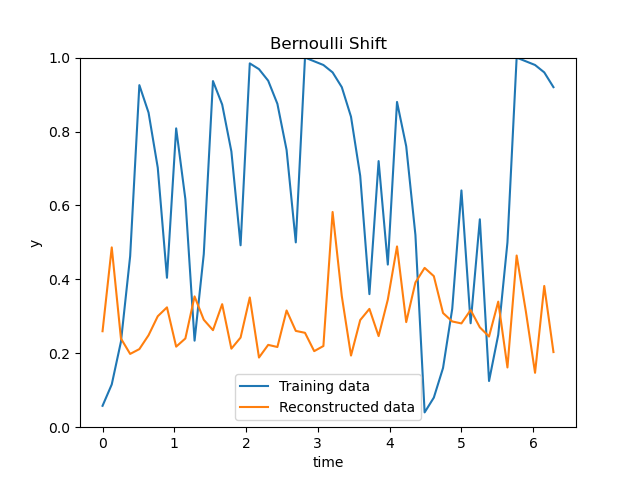 Bernoulli Shift
1.0
0.8
0.6
0.4
0.2
0.0
y
Training data
Reconstructed data
0 1 2 3 4 5 6
time